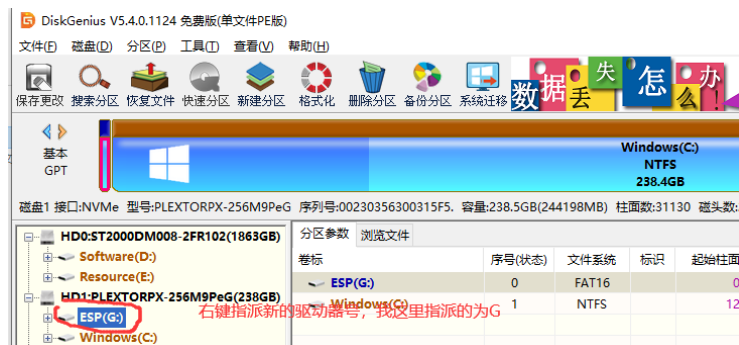 DiskGenius V5.4.0.1124 免费版(单文件PE版)
文件(F) 磁盘(D) 分区(P) 工具(T) 查看(V) 帮助(H)
保存更改 搜索分区 恢复文件 快速分区 新建分区 格式化 删除分区 备份分区 系统迁移
数据丢失怎么办!
基本
GPT
Windows(C:)
NTFS
238.4GB
磁盘1 接口:NVMe 型号:PLEXTORPX-256M9PeG 序列号:00230356300315F5. 容量:238.5GB(244198MB) 柱面数:31130 磁头数:
HD0:ST2000DM008-2FR102(1863GB)
Software(D:)
Resource(E:)
HD1:PLEXTORPX-256M9PeG(238GB)
ESP(G:)
Windows(C:)
分区参数 浏览文件
卷标 序号(状态) 文件系统 标识 起始柱面
ESP(G:) 0 FAT16 0
Windows(C:) 1 NTFS 12
右键指派新的驱动器号，我这里指派的为G